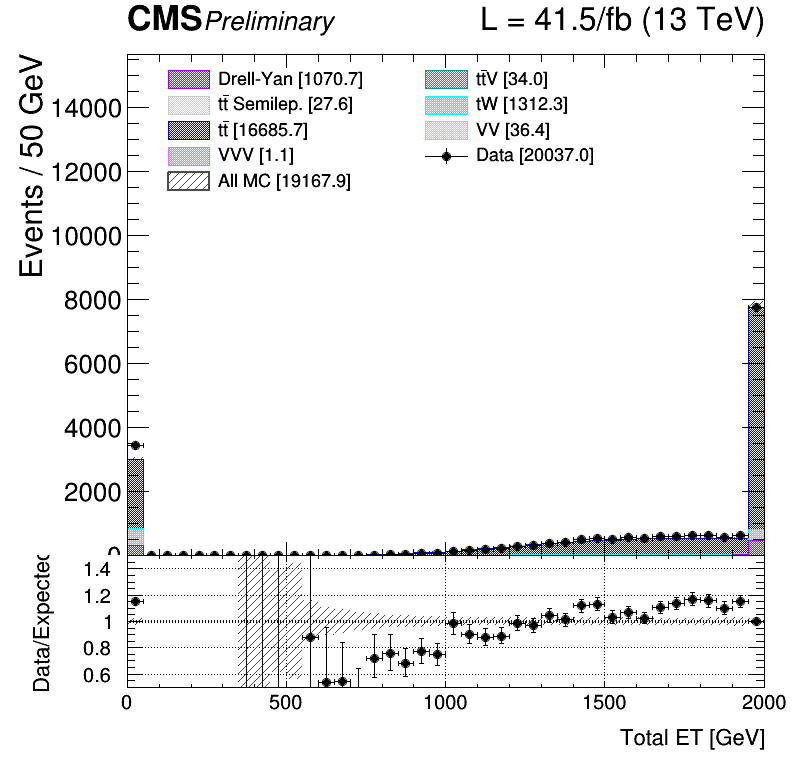 CMS Preliminary L = 41.5/fb (13 TeV)
Events / 50 GeV
Drell-Yan [1070.7]
tt̄ Semilep. [27.6]
tt̄ [16685.7]
VVV [1.1]
All MC [19167.9]
tt̄V [34.0]
tW [1312.3]
VV [36.4]
Data [20037.0]
14000
12000
10000
8000
6000
4000
2000
0
Data/Expected
1.4
1.2
1
0.8
0.6
0 500 1000 1500 2000
Total ET [GeV]